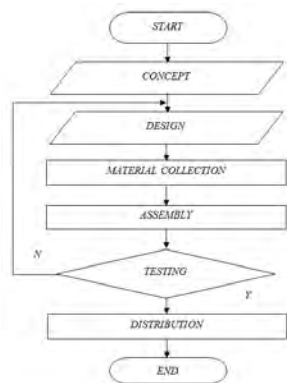 START
CONCEPT
DESIGN
MATERIAL COLLECTION
ASSEMBLY
N
TESTING
Y
DISTRIBUTION
END